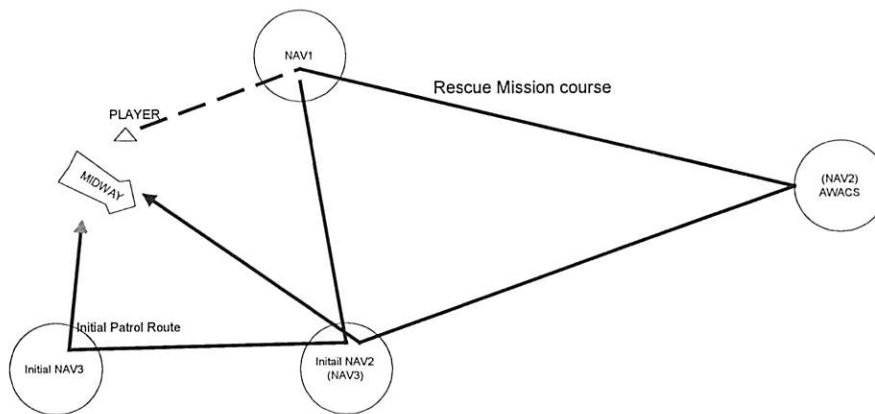 NAV1
Rescue Mission course
PLAYER
MIDWAY
(NAV2)
AWACS
Initial Patrol Route
Initial NAV3
Initail NAV2
(NAV3)